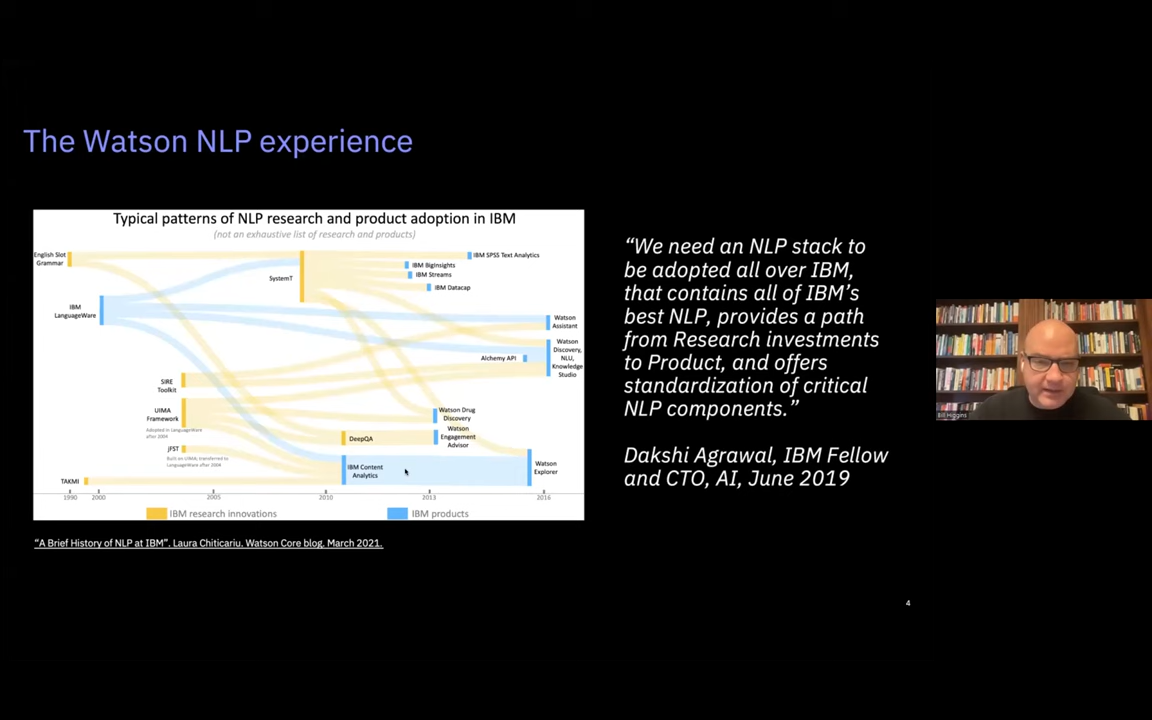 The Watson NLP experience
Typical patterns of NLP research and product adoption in IBM
(not an exhaustive list of research and products)
English Slot
Grammar
IBM
LanguageWare
SystemT
IBM SPSS Text Analytics
IBM BigInsights
IBM Streams
IBM Datacap
Watson
Assistant
Watson
Discovery,
NLU,
Knowledge
Studio
Alchemy API
SIRE
Toolkit
UIMA
Framework
Adopted in LanguageWare
after 2004
JFST
Built on UIMA, transferred to
LanguageWare after 2004
TAKMI
DeepQA
IBM Content
Analytics
Watson Drug
Discovery
Watson
Engagement
Advisor
Watson
Explorer
1990 2000 2005 2010 2013 2016
IBM research innovations
IBM products
“A Brief History of NLP at IBM”. Laura Chiticariu. Watson Core blog. March 2021.
“We need an NLP stack to
be adopted all over IBM,
that contains all of IBM’s
best NLP, provides a path
from Research investments
to Product, and offers
standardization of critical
NLP components.”
Dakshi Agrawal, IBM Fellow
and CTO, AI, June 2019
Bill Higgins
4